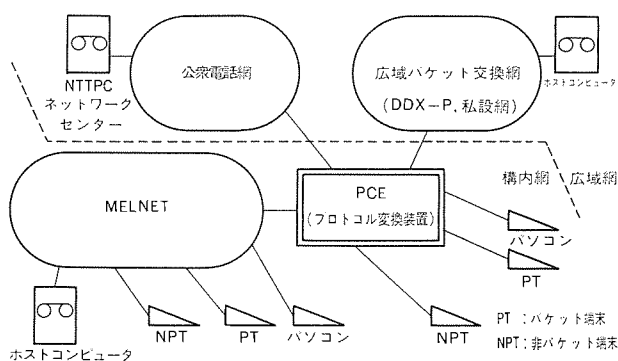 NTTPC
ネットワーク
センター
公衆電話網
広域パケット交換網
(DDX-P, 私設網)
ホストコンピュータ
構内網
広域網
MELNET
PCE
(プロトコル変換装置)
パソコン
PT
ホストコンピュータ
NPT
PT
パソコン
NPT
PT:パケット端末
NPT:非パケット端末